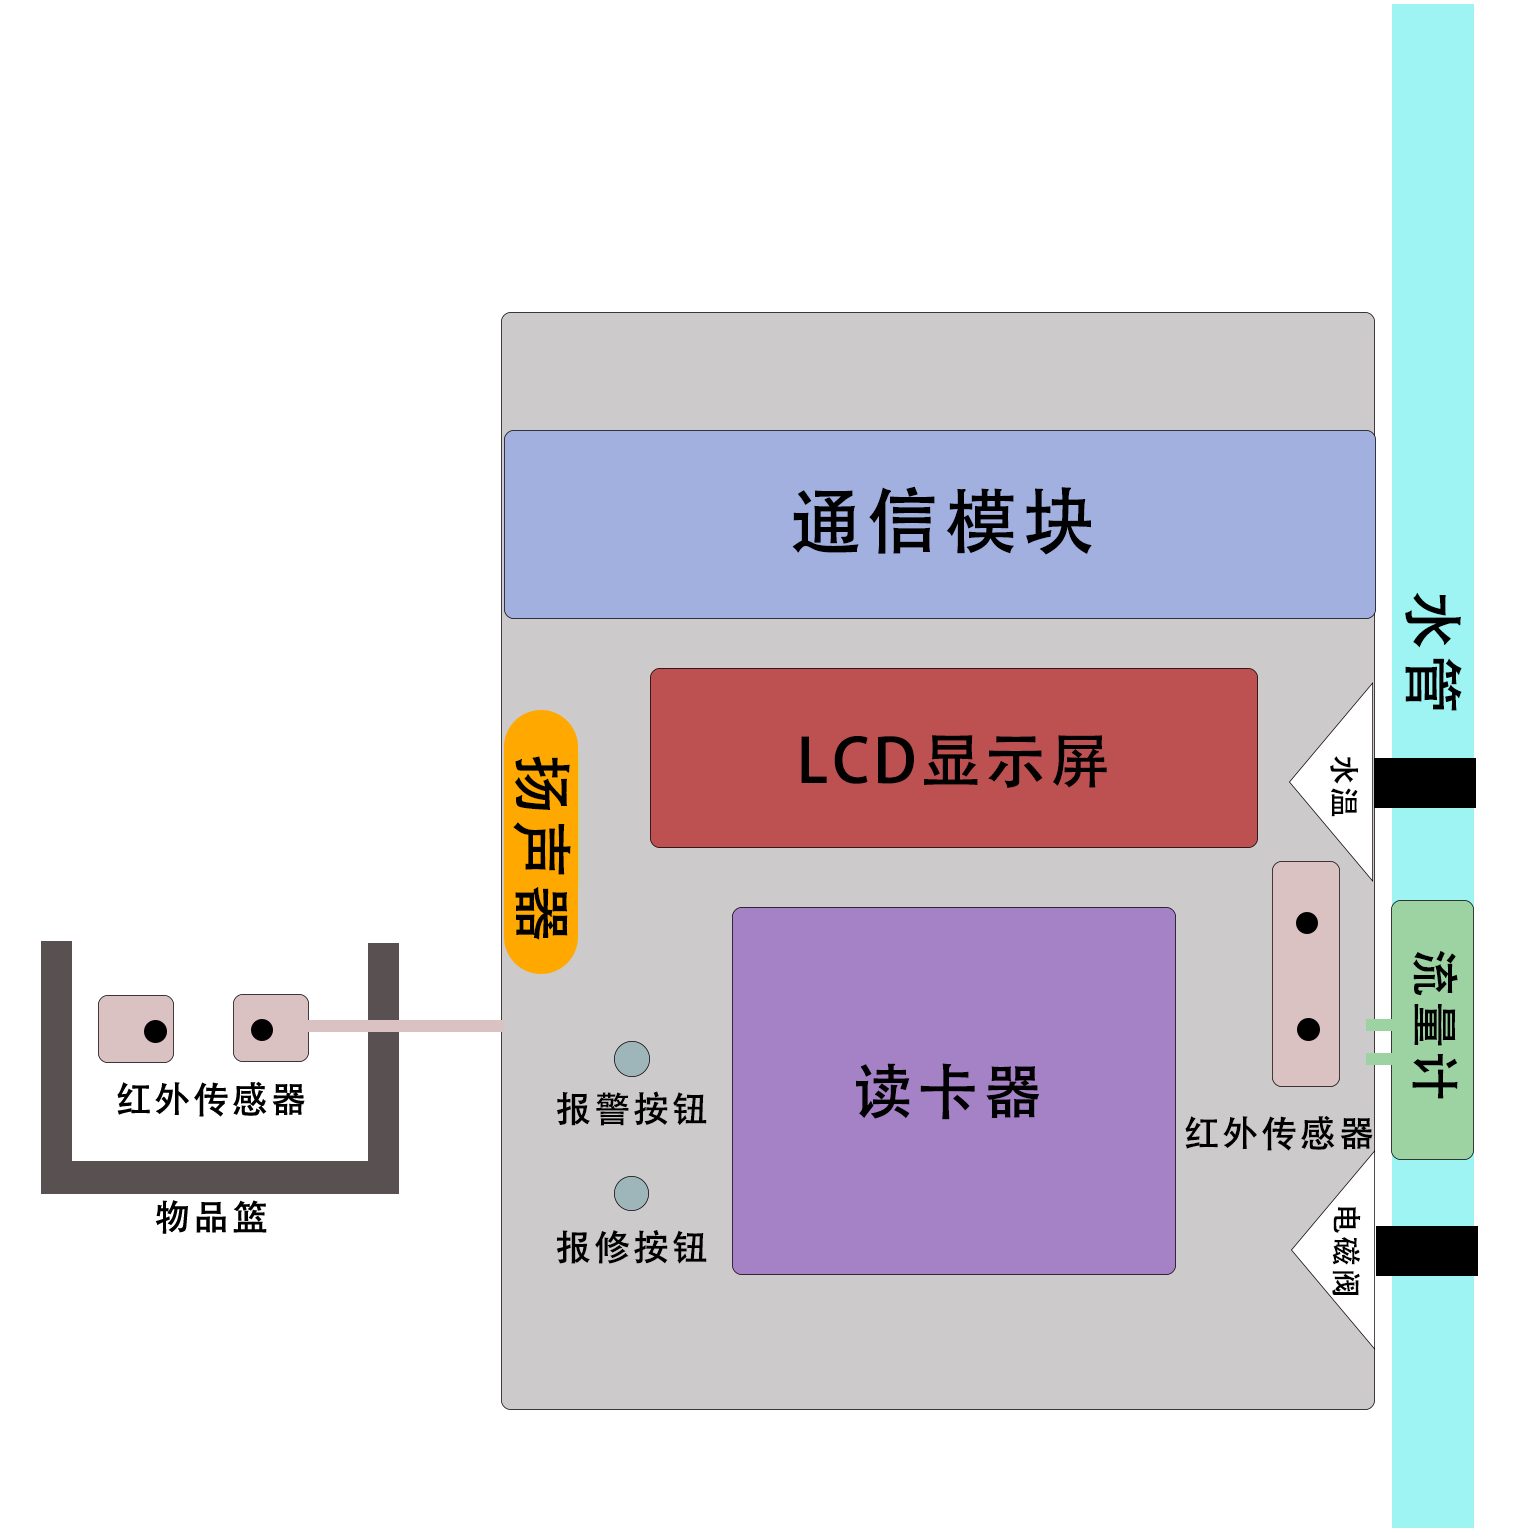 通信模块
水管
LCD显示屏
扬声器
水温
流量计
红外传感器
读卡器
报警按钮
红外传感器
物品篮
报修按钮
电磁阀